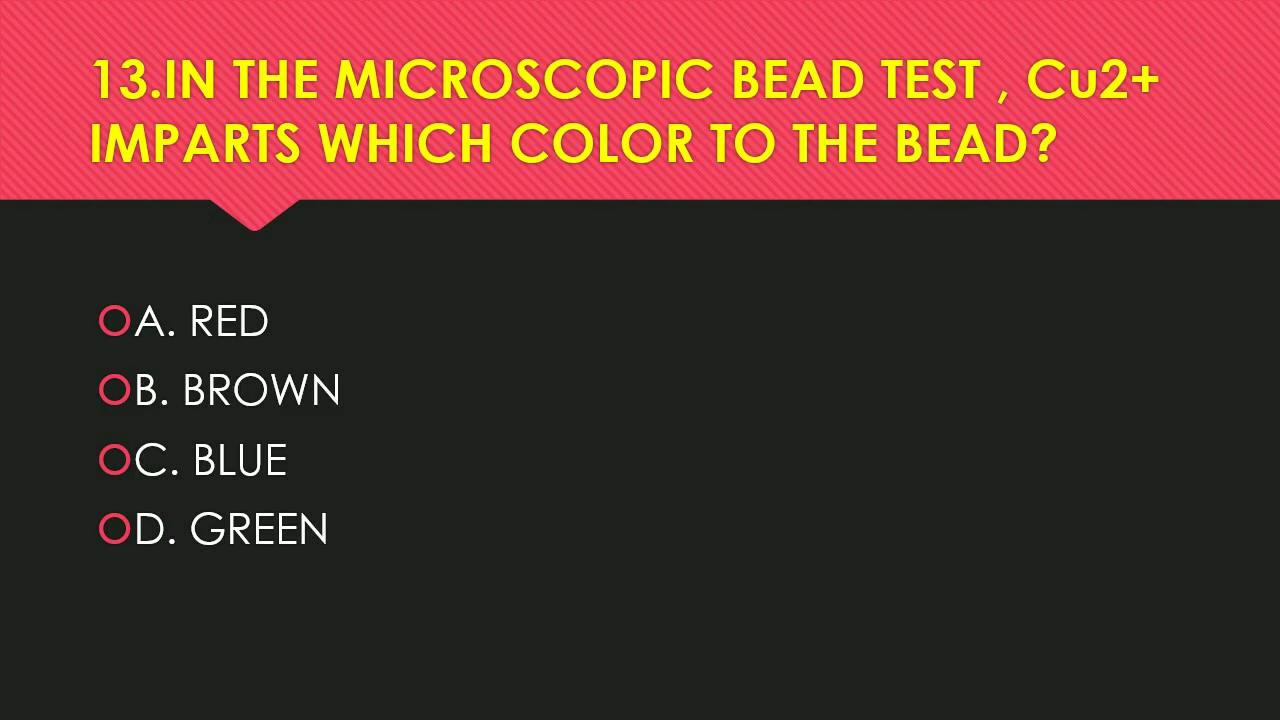 13.IN THE MICROSCOPIC BEAD TEST , Cu2+
IMPARTS WHICH COLOR TO THE BEAD?
A. RED
B. BROWN
C. BLUE
D. GREEN